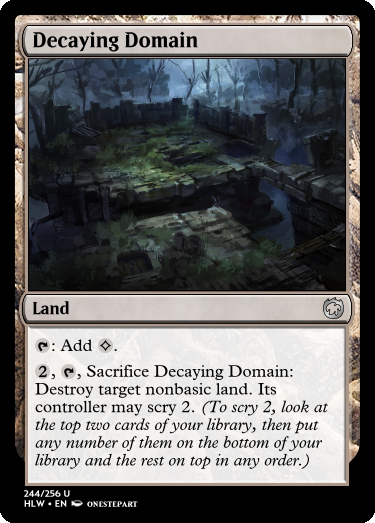 Decaying Domain
Land
: Add .
2, , Sacrifice Decaying Domain:
Destroy target nonbasic land. Its
controller may scry 2. (To scry 2, look at
the top two cards of your library, then put
any number of them on the bottom of your
library and the rest on top in any order.)
244/256 U
HLW • EN ONESTEPART